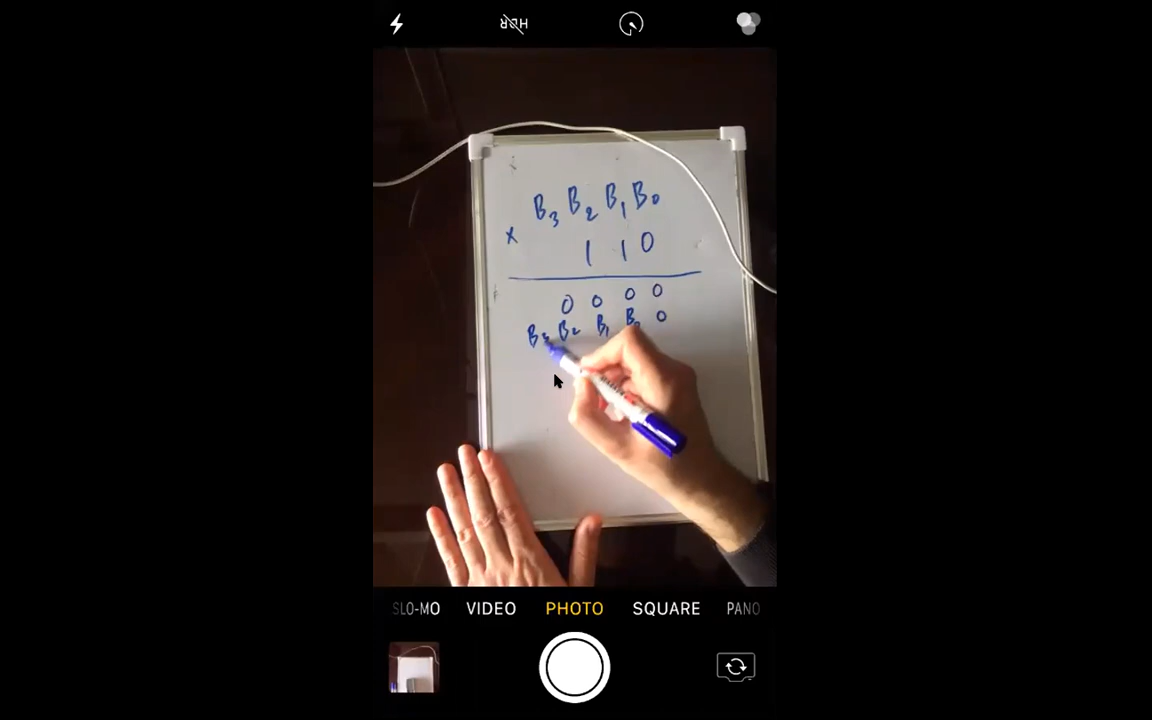 HDR
B₃ B₂ B₁ B₀
× 1 1 0
0 0 0 0
B₃ B₂ B₁ B₀ 0
SLO-MO VIDEO PHOTO SQUARE PANO